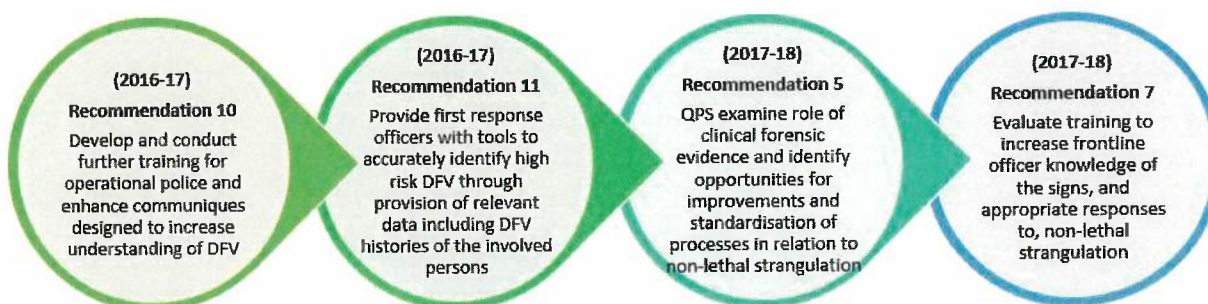 (2016-17)
Recommendation 10
Develop and conduct
further training for
operational police and
enhance communiques
designed to increase
understanding of DFV
(2016-17)
Recommendation 11
Provide first response
officers with tools to
accurately identify high
risk DFV through
provision of relevant
data including DFV
histories of the involved
persons
(2017-18)
Recommendation 5
QPS examine role of
clinical forensic
evidence and identify
opportunities for
improvements and
standardisation of
processes in relation to
non-lethal strangulation
(2017-18)
Recommendation 7
Evaluate training to
increase frontline
officer knowledge of
the signs, and
appropriate responses
to, non-lethal
strangulation